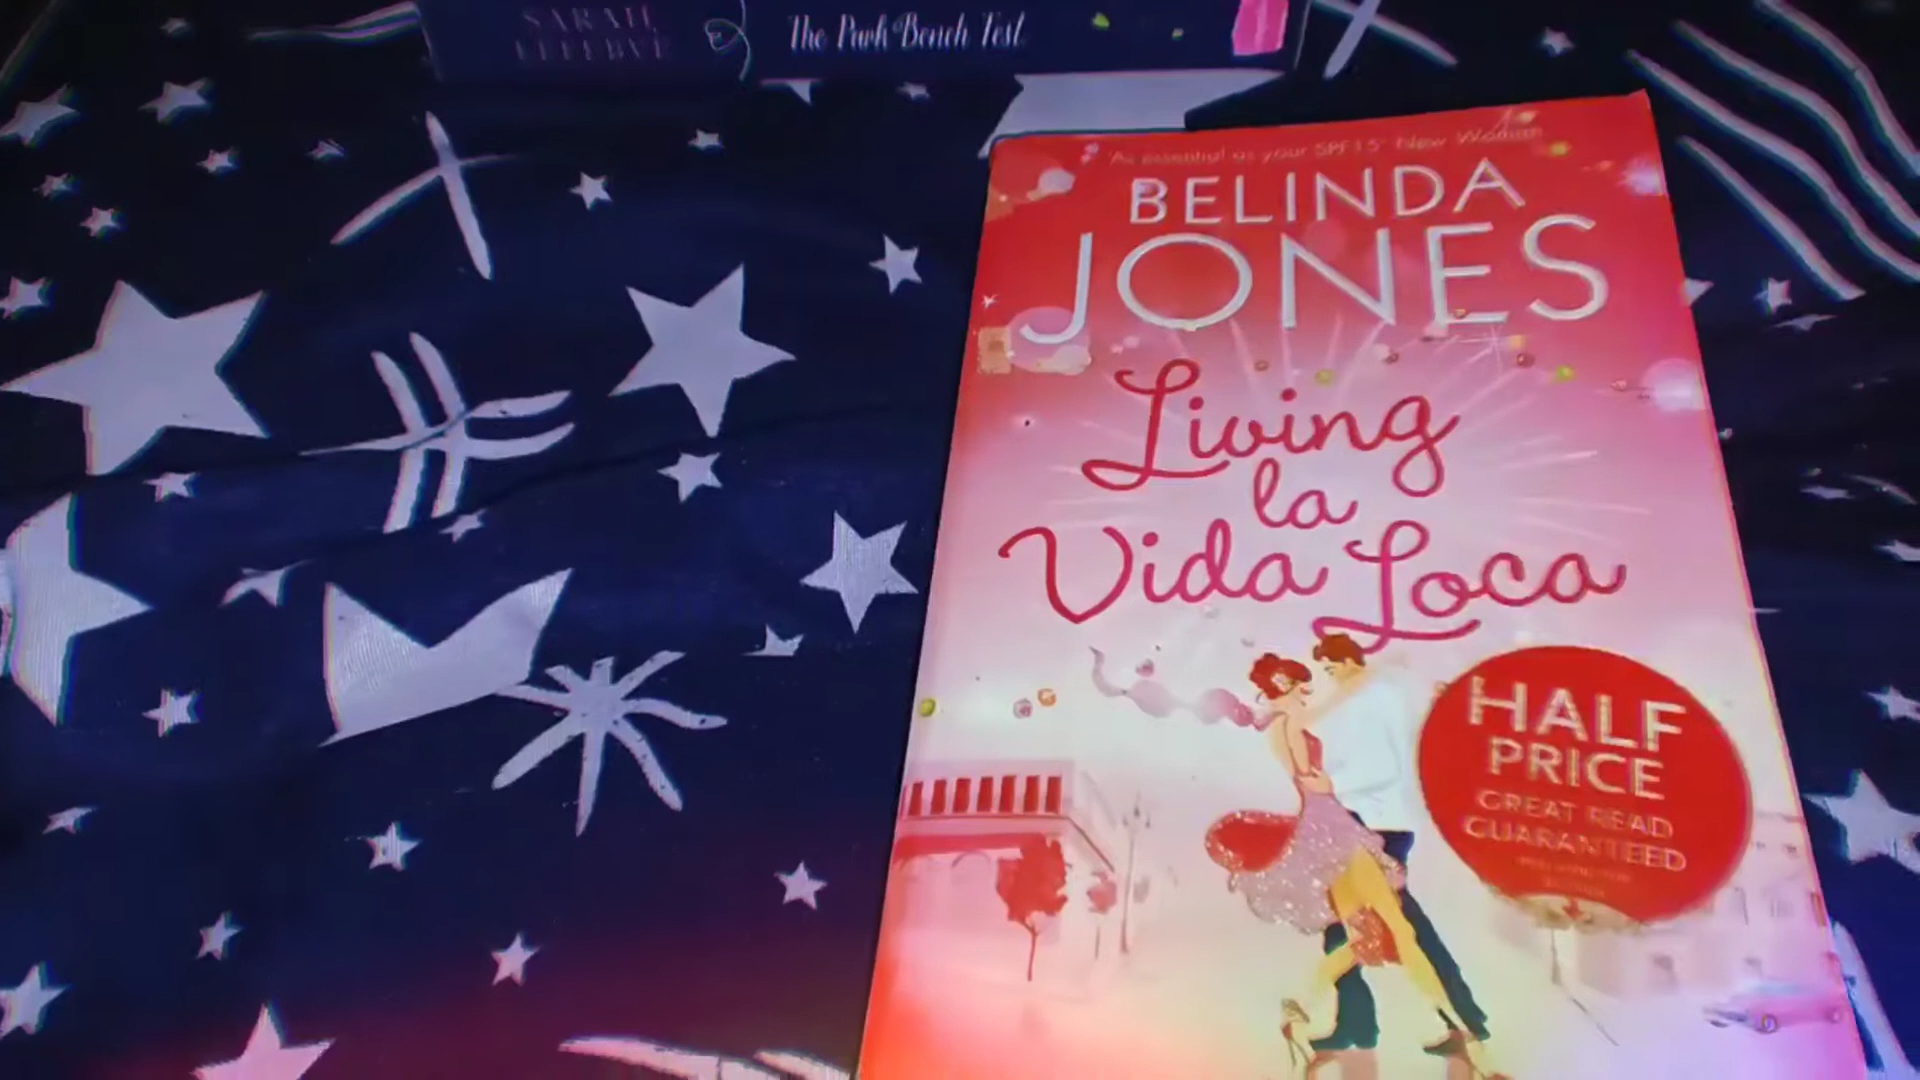 SARAH
LEFEBVE
The Park Bench Test
'As essential as your SPF15' New Woman
BELINDA
JONES
Living
la
Vida Loca
HALF
PRICE
GREAT READ
GUARANTEED